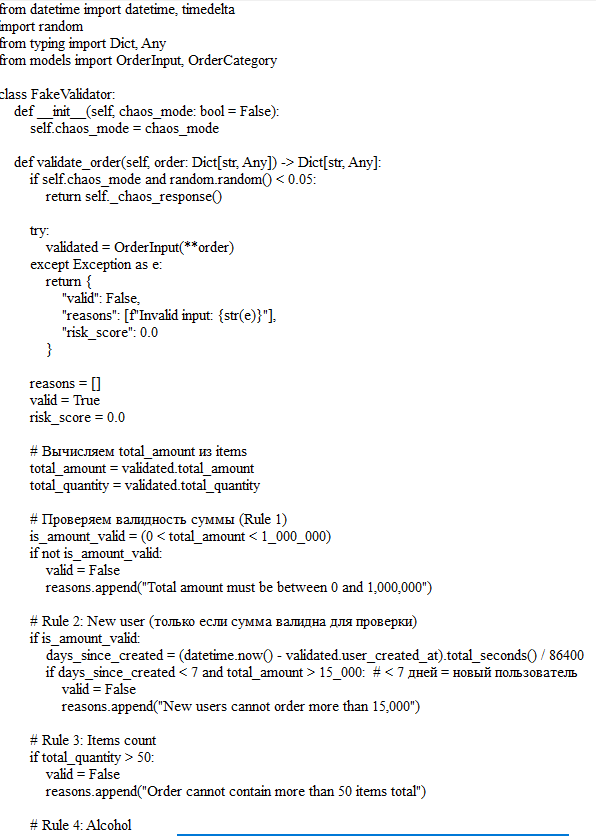 from datetime import datetime, timedelta
import random
from typing import Dict, Any
from models import OrderInput, OrderCategory

class FakeValidator:
    def __init__(self, chaos_mode: bool = False):
        self.chaos_mode = chaos_mode

    def validate_order(self, order: Dict[str, Any]) -> Dict[str, Any]:
        if self.chaos_mode and random.random() < 0.05:
            return self._chaos_response()

        try:
            validated = OrderInput(**order)
        except Exception as e:
            return {
                "valid": False,
                "reasons": [f"Invalid input: {str(e)}"],
                "risk_score": 0.0
            }

        reasons = []
        valid = True
        risk_score = 0.0

        # Вычисляем total_amount из items
        total_amount = validated.total_amount
        total_quantity = validated.total_quantity

        # Проверяем валидность суммы (Rule 1)
        is_amount_valid = (0 < total_amount < 1_000_000)
        if not is_amount_valid:
            valid = False
            reasons.append("Total amount must be between 0 and 1,000,000")

        # Rule 2: New user (только если сумма валидна для проверки)
        if is_amount_valid:
            days_since_created = (datetime.now() - validated.user_created_at).total_seconds() / 86400
            if days_since_created < 7 and total_amount > 15_000:  # < 7 дней = новый пользователь
                valid = False
                reasons.append("New users cannot order more than 15,000")

        # Rule 3: Items count
        if total_quantity > 50:
            valid = False
            reasons.append("Order cannot contain more than 50 items total")

        # Rule 4: Alcohol